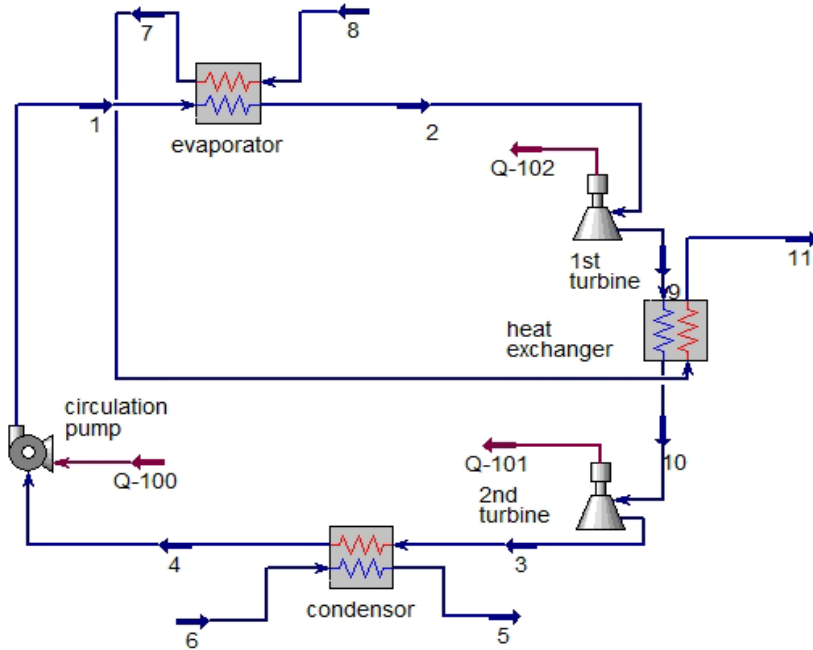 7
8
1
evaporator
2
Q-102
1st
turbine
11
9
heat
exchanger
circulation
pump
Q-100
Q-101
10
2nd
turbine
4
3
condensor
6
5